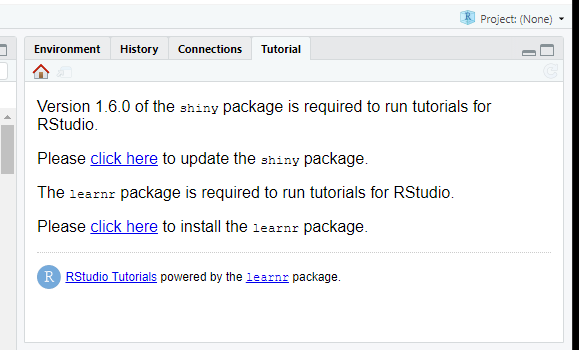 Project: (None)
Environment History Connections Tutorial
Version 1.6.0 of the shiny package is required to run tutorials for
RStudio.
Please click here to update the shiny package.
The learnr package is required to run tutorials for RStudio.
Please click here to install the learnr package.
R RStudio Tutorials powered by the learnr package.